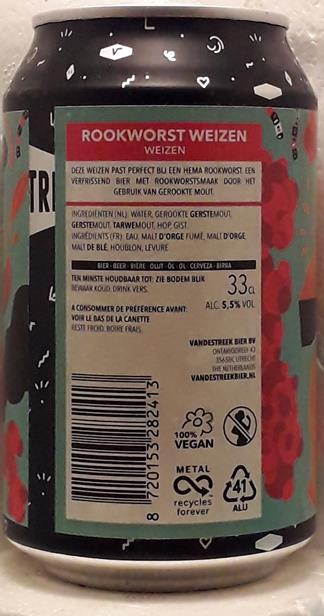 TRE
ROOKWORST WEIZEN
WEIZEN
DEZE WEIZEN PAST PERFECT BIJ EEN HEMA ROOKWORST. EEN
VERFRISSEND BIER MET ROOKWORSTSMAAK DOOR HET
GEBRUIK VAN GEROOKTE MOUT.
INGREDIËNTEN (NL): WATER, GEROOKTE GERSTEMOUT,
GERSTEMOUT, TARWEMOUT, HOP, GIST.
INGRÉDIENTS (FR): EAU, MALT D'ORGE FUMÉ, MALT D'ORGE,
MALT DE BLÉ, HOUBLON, LEVURE
BIER · BEER · BIÈRE · OLUT · ÖL · ØL · CERVEZA · BIRRA
TEN MINSTE HOUDBAAR TOT: ZIE BODEM BLIK
BEWAAR KOUD, DRINK VERS.
33CL
ALC. 5,5% VOL
A CONSOMMER DE PRÉFÉRENCE AVANT:
VOIR LE BAS DE LA CANETTE
RESTE FROID, BOIRE FRAIS.
VANDESTREEK BIER BV
ONTARIODREEF 43
UTRECHT
THE NETHERLANDS
VANDESTREEKBIER.NL
8 720153 282413
100%
VEGAN
METAL
recycles
forever
41
ALU